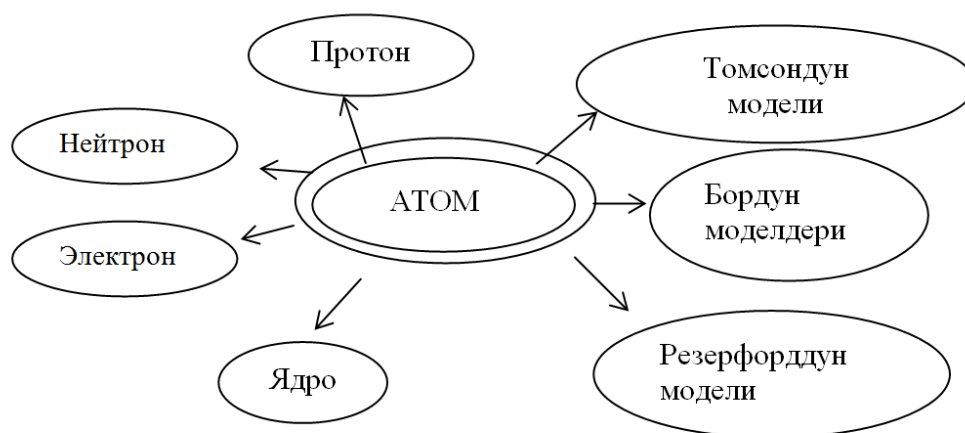 Протон
Томсондун
модели
Нейтрон
АТОМ
Бордун
моделдери
Электрон
Ядро
Резерфорддун
модели